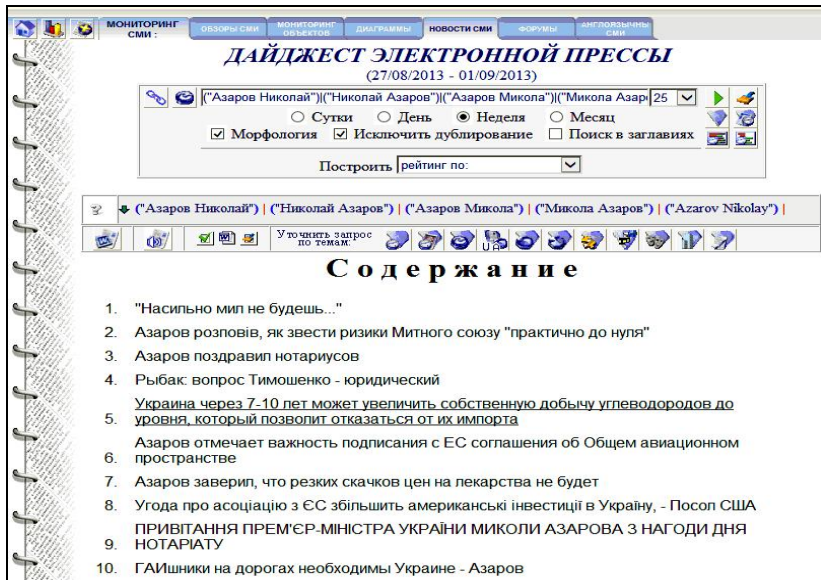 МОНИТОРИНГ СМИ :
ОБЗОРЫ СМИ
МОНИТОРИНГ ОБЪЕКТОВ
ДИАГРАММЫ
НОВОСТИ СМИ
ФОРУМЫ
АНГЛОЯЗЫЧНЫ СМИ
ДАЙДЖЕСТ ЭЛЕКТРОННОЙ ПРЕССЫ
(27/08/2013 - 01/09/2013)
("Азаров Николай")|("Николай Азаров")|("Азаров Микола")|("Микола Азар 25
Сутки День Неделя Месяц
Морфология Исключить дублирование Поиск в заглавиях
Построить рейтинг по:
? ("Азаров Николай") | ("Николай Азаров") | ("Азаров Микола") | ("Микола Азаров") | ("Azarov Nikolay") |
Уточнить запрос
по темам:
UA
Содержание
1. "Насильно мил не будешь..."
2. Азаров розповів, як звести ризики Митного союзу "практично до нуля"
3. Азаров поздравил нотариусов
4. Рыбак: вопрос Тимошенко - юридический
Украина через 7-10 лет может увеличить собственную добычу углеводородов до
5. уровня, который позволит отказаться от их импорта
Азаров отмечает важность подписания с ЕС соглашения об Общем авиационном
6. пространстве
7. Азаров заверил, что резких скачков цен на лекарства не будет
8. Угода про асоціацію з ЄС збільшить американські інвестиції в Україну, - Посол США
ПРИВІТАННЯ ПРЕМ'ЄР-МІНІСТРА УКРАЇНИ МИКОЛИ АЗАРОВА З НАГОДИ ДНЯ
9. НОТАРІАТУ
10. ГАИшники на дорогах необходимы Украине - Азаров